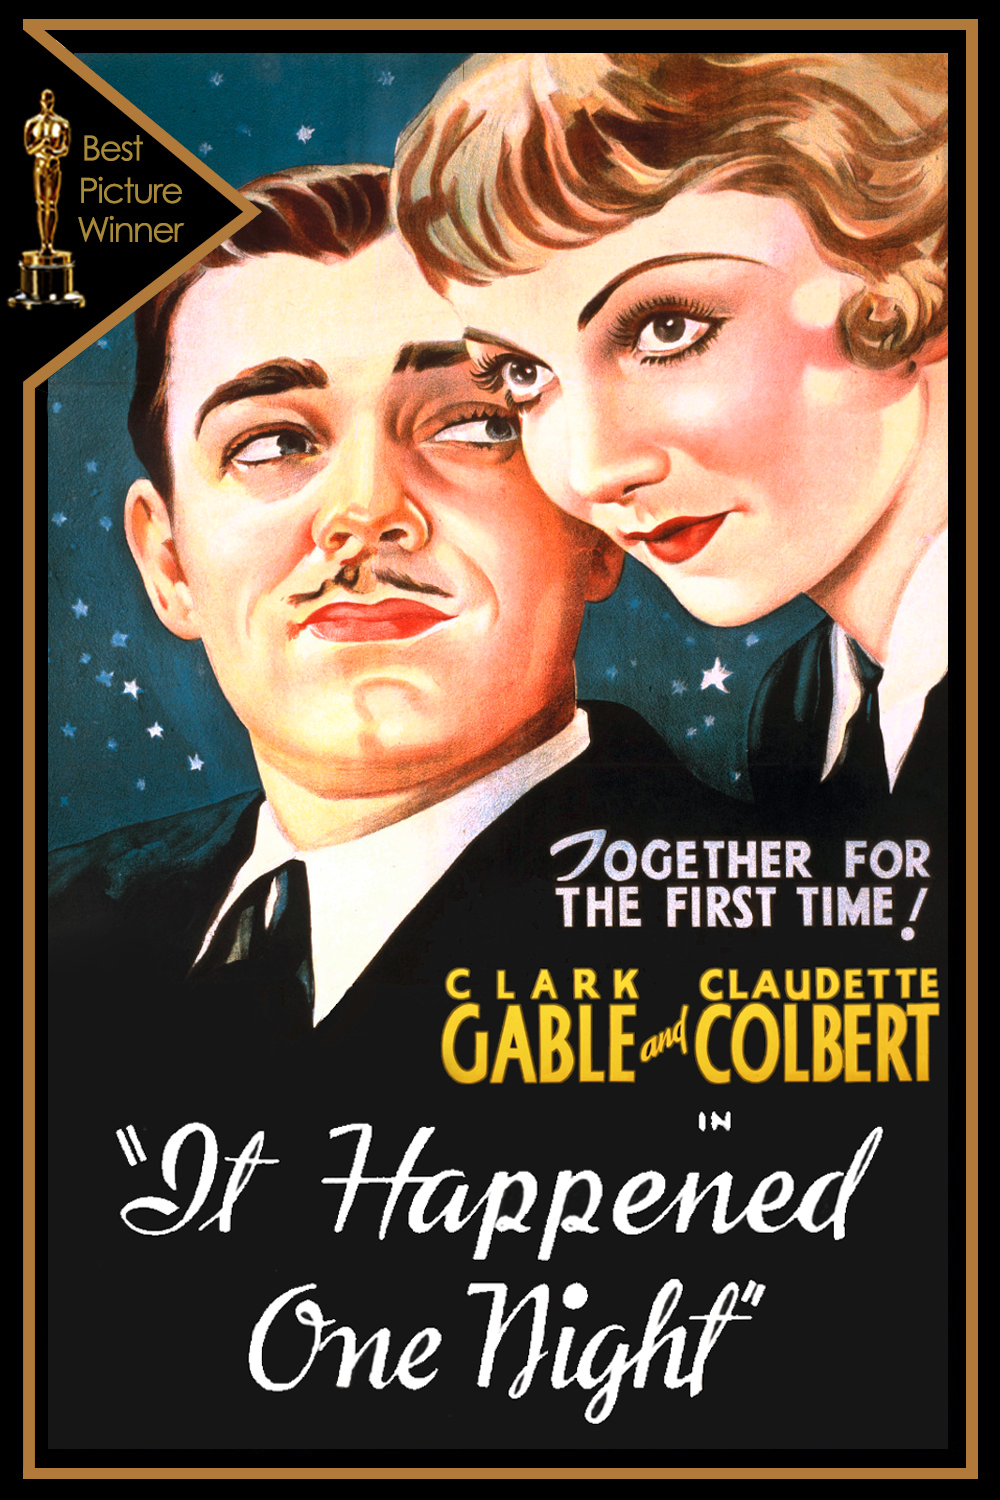 Best
Picture
Winner
TOGETHER FOR
THE FIRST TIME!
CLARK
GABLE and
CLAUDETTE
COLBERT
IN
"It Happened
One Night"